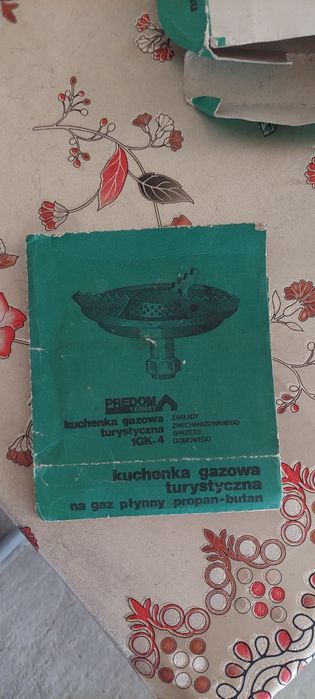 PREDOM
TERMET
kuchenka gazowa
turystyczna
1GK-4
ZAKŁADY
ZMECHANIZOWANEGO
SPRZĘTU
DOMOWEGO
kuchenka gazowa
turystyczna
na gaz płynny propan-butan